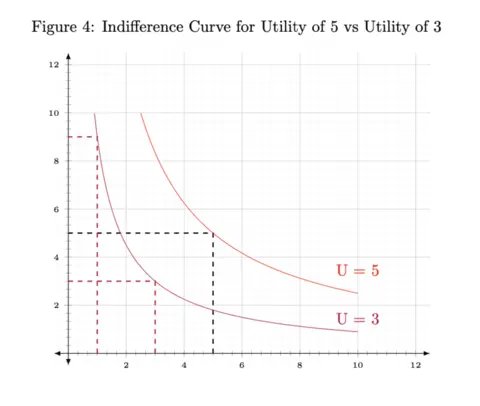 Figure 4: Indifference Curve for Utility of 5 vs Utility of 3
12
10
8
6
4
2
U = 5
U = 3
2 4 6 8 10 12